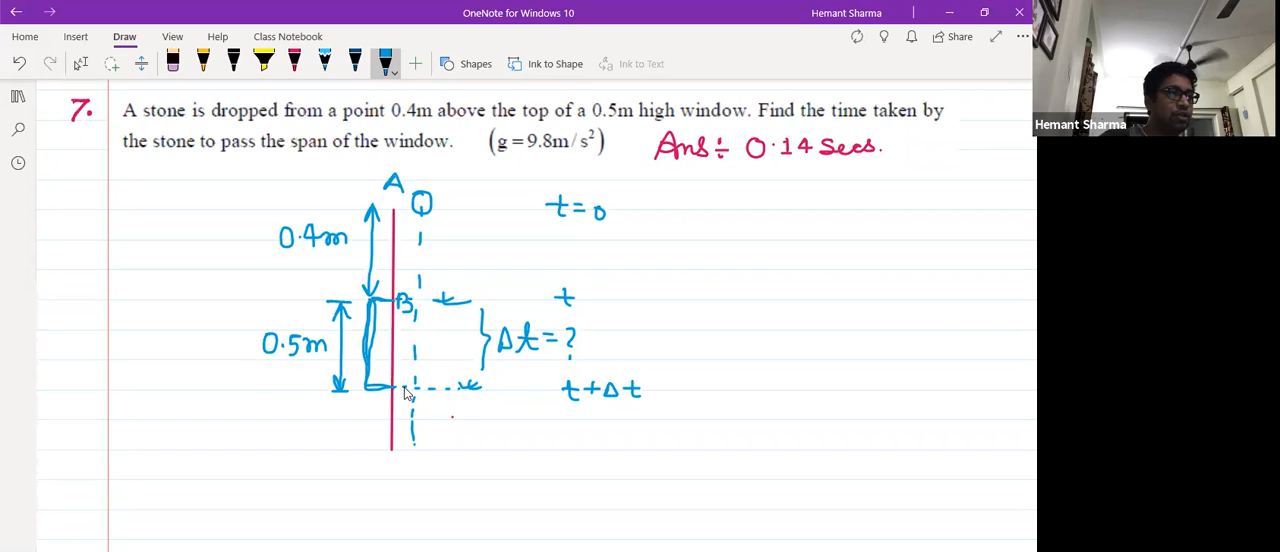 OneNote for Windows 10
Hemant Sharma
Home Insert Draw View Help Class Notebook
Share
Shapes Ink to Shape Ink to Text
7. A stone is dropped from a point 0.4m above the top of a 0.5m high window. Find the time taken by
the stone to pass the span of the window. (g = 9.8m/s²) Ans÷ 0.14 secs.
Hemant Sharma
A
t = 0
0.4m
B t
0.5m Δt = ?
t + Δt